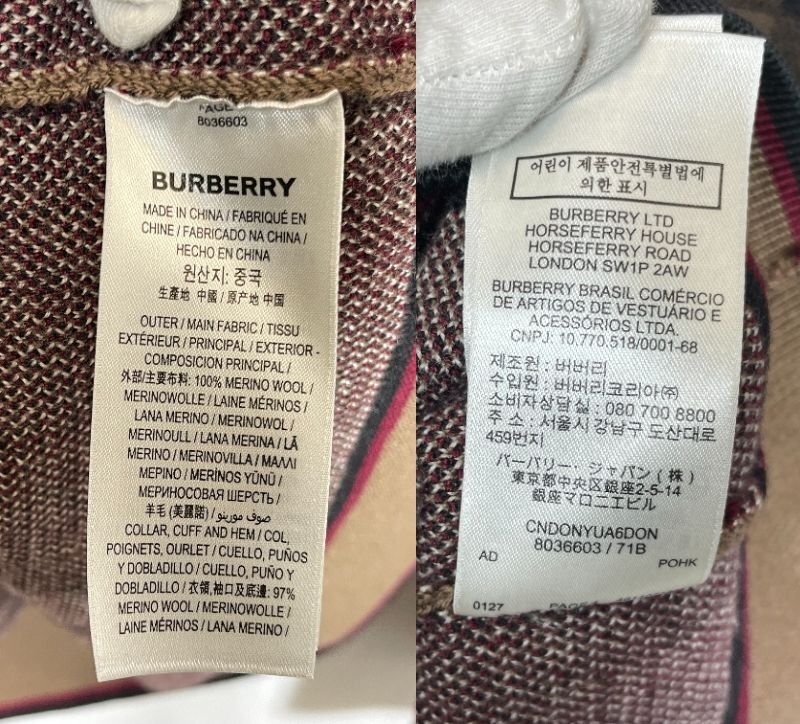 8036603
BURBERRY
MADE IN CHINA / FABRIQUÉ EN
CHINE / FABRICADO NA CHINA /
HECHO EN CHINA
원산지: 중국
生産地 中國 / 原产地 中国
OUTER / MAIN FABRIC / TISSU
EXTÉRIEUR / PRINCIPAL / EXTERIOR -
COMPOSICION PRINCIPAL /
外部/主要布料: 100% MERINO WOOL /
MERINOWOLLE / LAINE MÉRINOS /
LANA MERINO / MERINOWOL /
MERINOULL / LANA MERINA / LÃ
MERINO / MERINOVILLA / ΜΑΛΛΙ
ΜΕΡΙΝΟ / MERİNOS YÜNÜ /
МЕРИНОСОВАЯ ШЕРСТЬ /
羊毛 (美麗諾) / صوف مورينو /
COLLAR, CUFF AND HEM / COL,
POIGNETS, OURLET / CUELLO, PUÑOS
Y DOBLADILLO / CUELLO, PUÑO Y
DOBLADILLO / 衣領,袖口及底邊: 97%
MERINO WOOL / MERINOWOLLE /
LAINE MÉRINOS / LANA MERINO /
어린이 제품안전특별법에
의한 표시
BURBERRY LTD
HORSEFERRY HOUSE
HORSEFERRY ROAD
LONDON SW1P 2AW
BURBERRY BRASIL COMÉRCIO
DE ARTIGOS DE VESTUÁRIO E
ACESSÓRIOS LTDA.
CNPJ: 10.770.518/0001-68
제조원 : 버버리
수입원 : 버버리코리아㈜
소비자상담실 : 080 700 8800
주 소 : 서울시 강남구 도산대로
459번지
バーバリー・ジャパン (株)
東京都中央区銀座2-5-14
銀座マロニエビル
CNDONYUA6DON
8036603 / 71B
AD POHK
0127